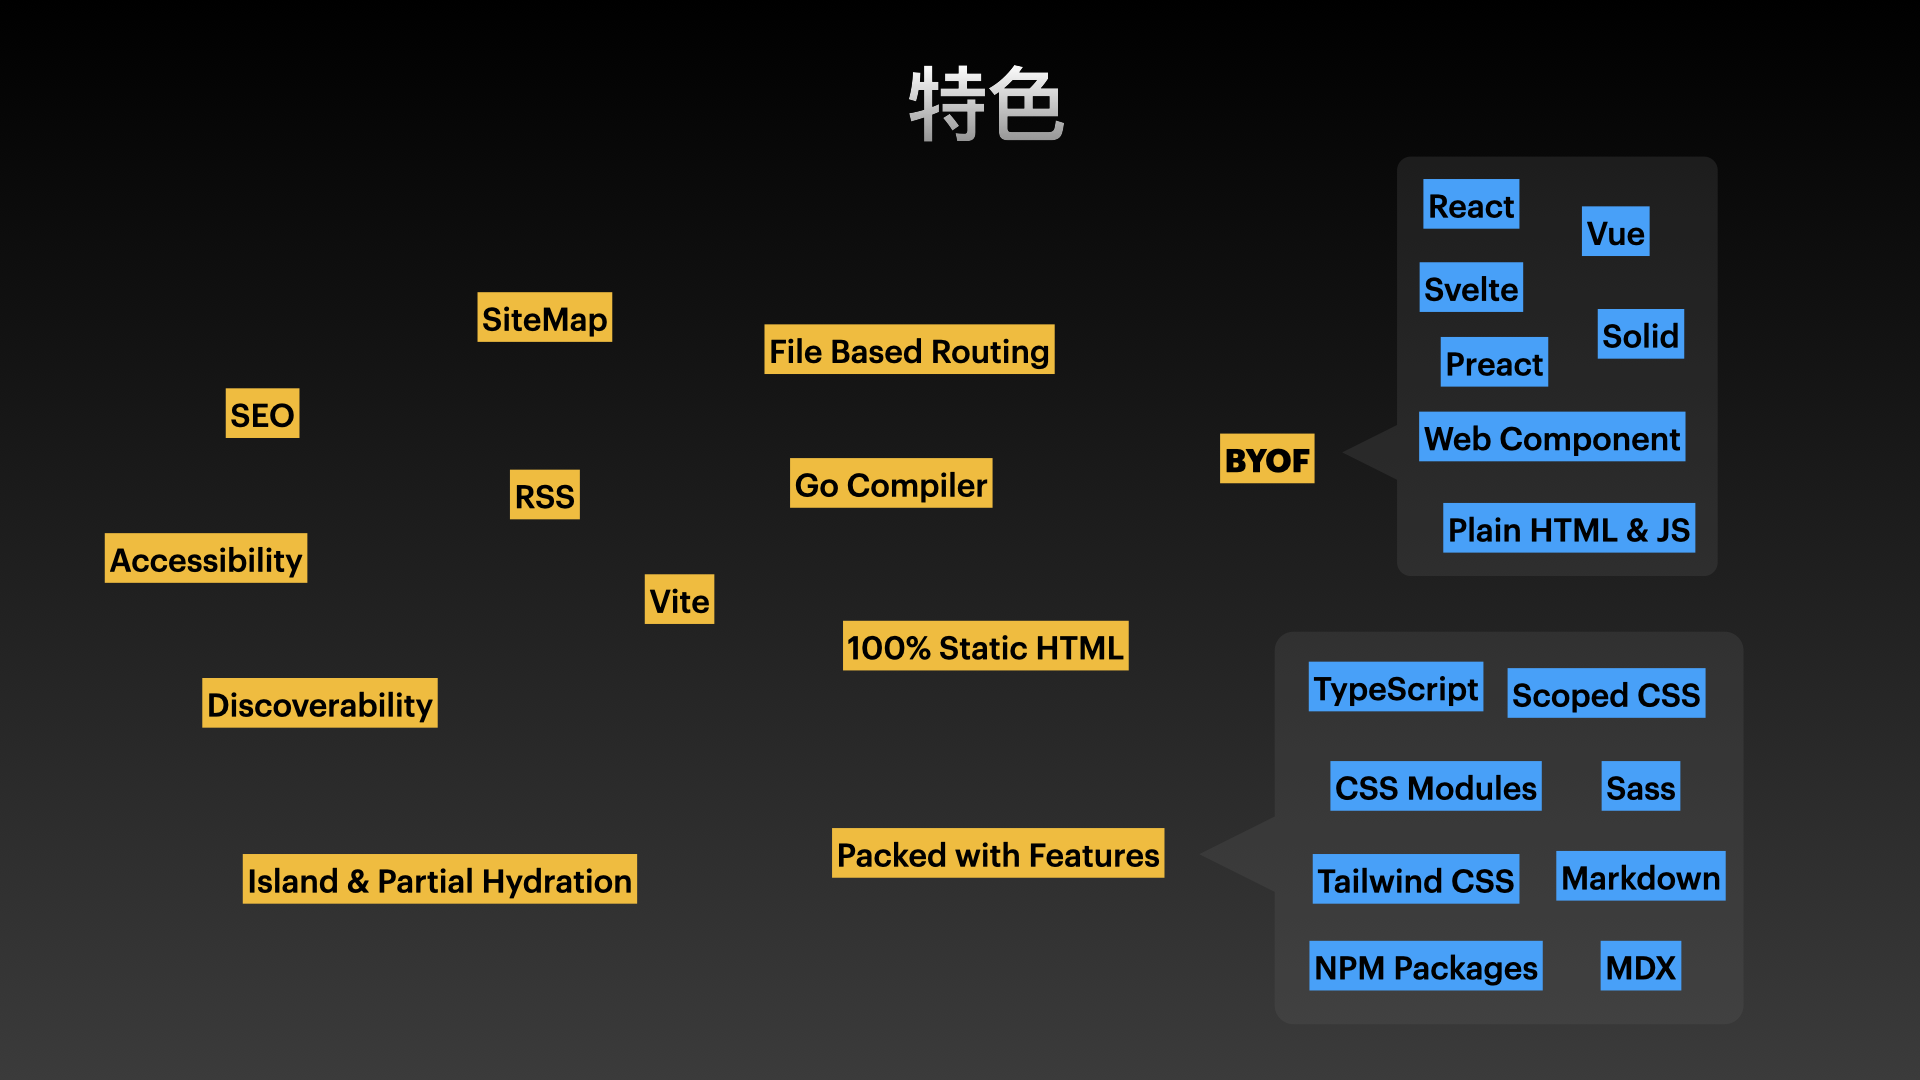 特色
SiteMap
File Based Routing
SEO
RSS
Go Compiler
Accessibility
Vite
100% Static HTML
Discoverability
Island & Partial Hydration
Packed with Features
BYOF
React
Vue
Svelte
Solid
Preact
Web Component
Plain HTML & JS
TypeScript
Scoped CSS
CSS Modules
Sass
Tailwind CSS
Markdown
NPM Packages
MDX